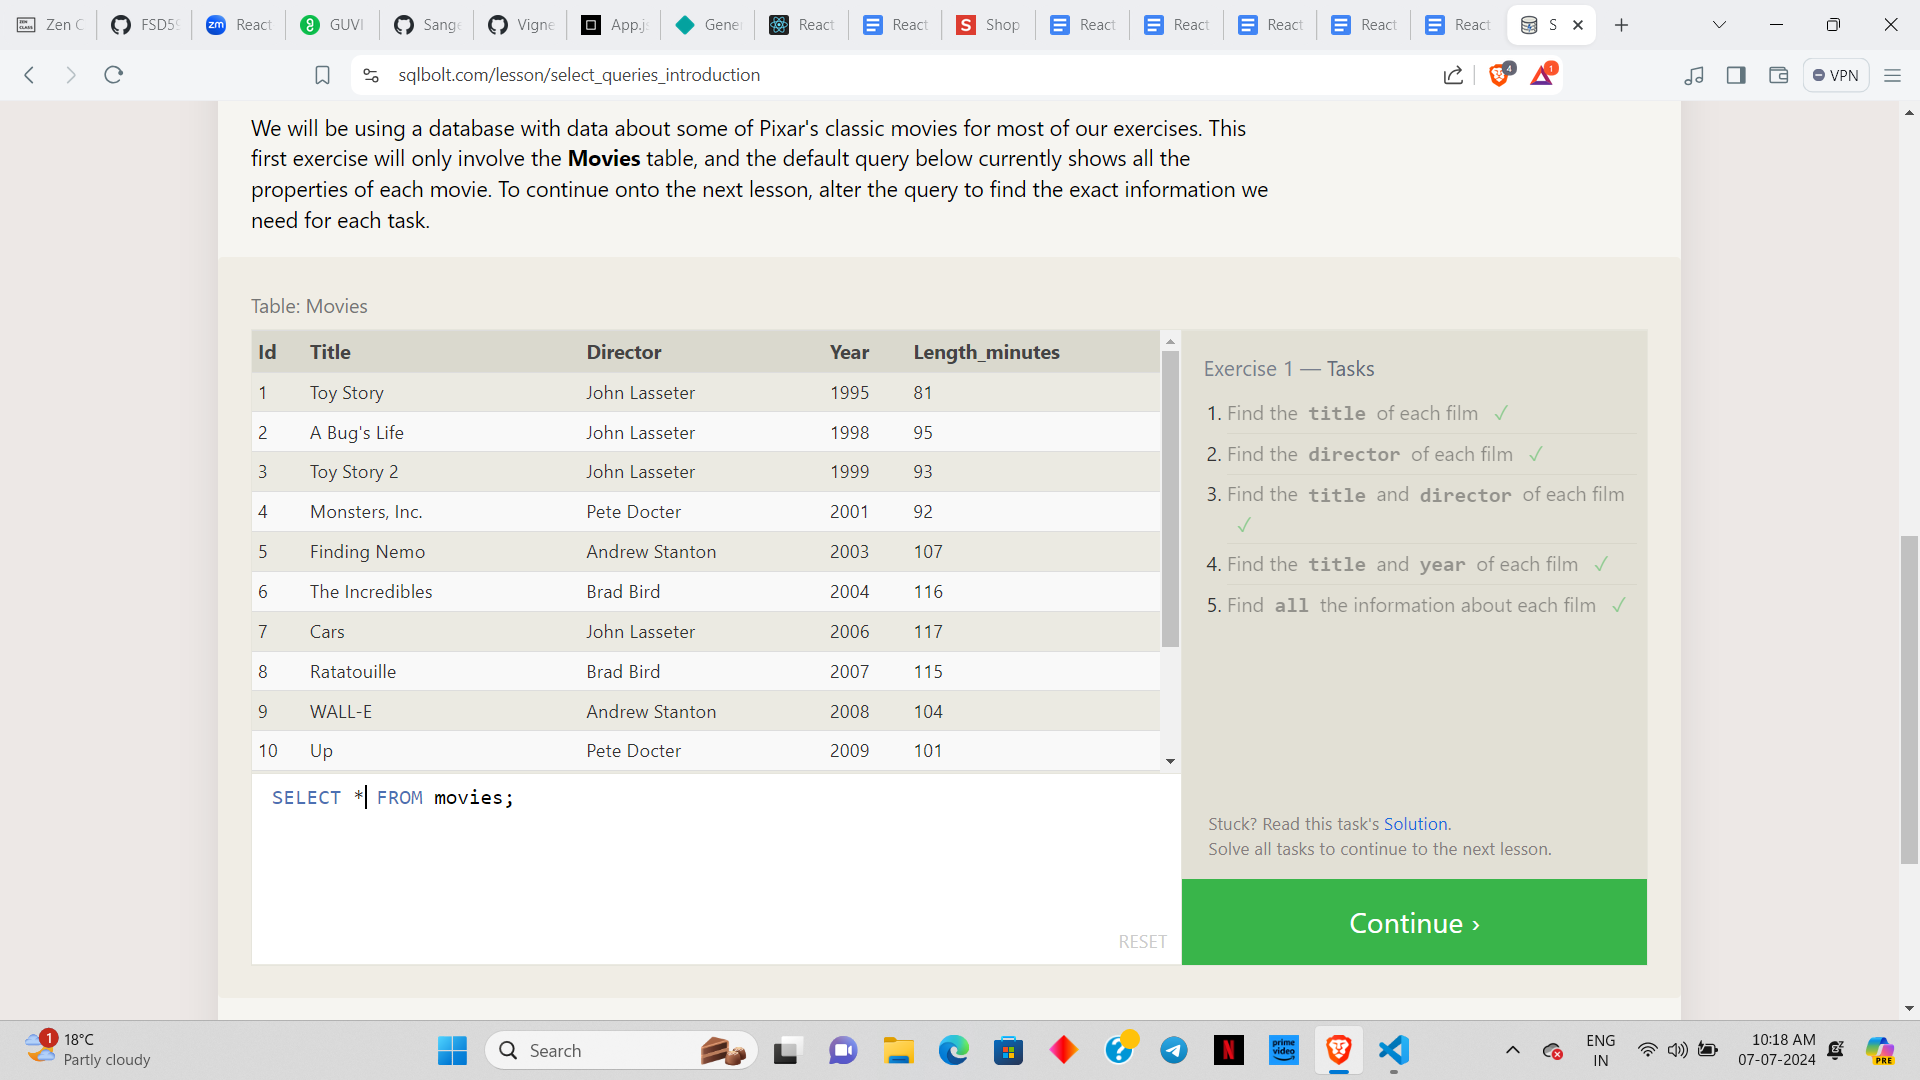 Zen C
FSD59
React
GUVI
Sange
Vigne
App.js
Gener
React
React
Shop
React
React
React
React
React
S
sqlbolt.com/lesson/select_queries_introduction
4
1
VPN
We will be using a database with data about some of Pixar's classic movies for most of our exercises. This
first exercise will only involve the Movies table, and the default query below currently shows all the
properties of each movie. To continue onto the next lesson, alter the query to find the exact information we
need for each task.
Table: Movies
Id Title Director Year Length_minutes
1 Toy Story John Lasseter 1995 81
2 A Bug's Life John Lasseter 1998 95
3 Toy Story 2 John Lasseter 1999 93
4 Monsters, Inc. Pete Docter 2001 92
5 Finding Nemo Andrew Stanton 2003 107
6 The Incredibles Brad Bird 2004 116
7 Cars John Lasseter 2006 117
8 Ratatouille Brad Bird 2007 115
9 WALL-E Andrew Stanton 2008 104
10 Up Pete Docter 2009 101
SELECT * FROM movies;
RESET
Exercise 1 — Tasks
1. Find the title of each film ✓
2. Find the director of each film ✓
3. Find the title and director of each film
✓
4. Find the title and year of each film ✓
5. Find all the information about each film ✓
Stuck? Read this task's Solution.
Solve all tasks to continue to the next lesson.
Continue ›
1
18°C
Partly cloudy
Search
prime video
ENG
IN
10:18 AM
07-07-2024
PRE